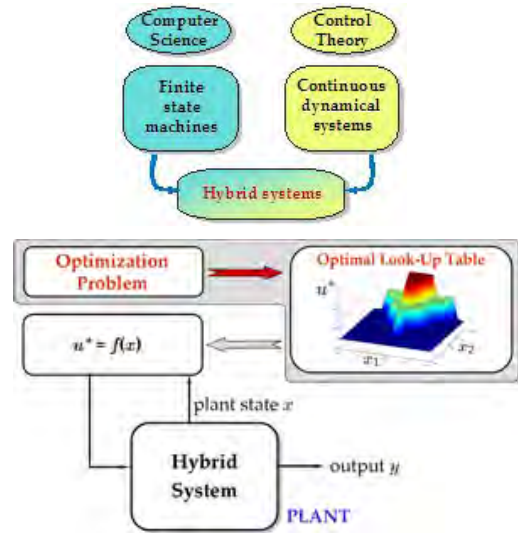 Computer
Science
Control
Theory
Finite
state
machines
Continuous
dynamical
systems
Hybrid systems
Optimization
Problem
Optimal Look-Up Table
u*
x₁
x₂
u* = f(x)
plant state x
Hybrid
System
output y
PLANT